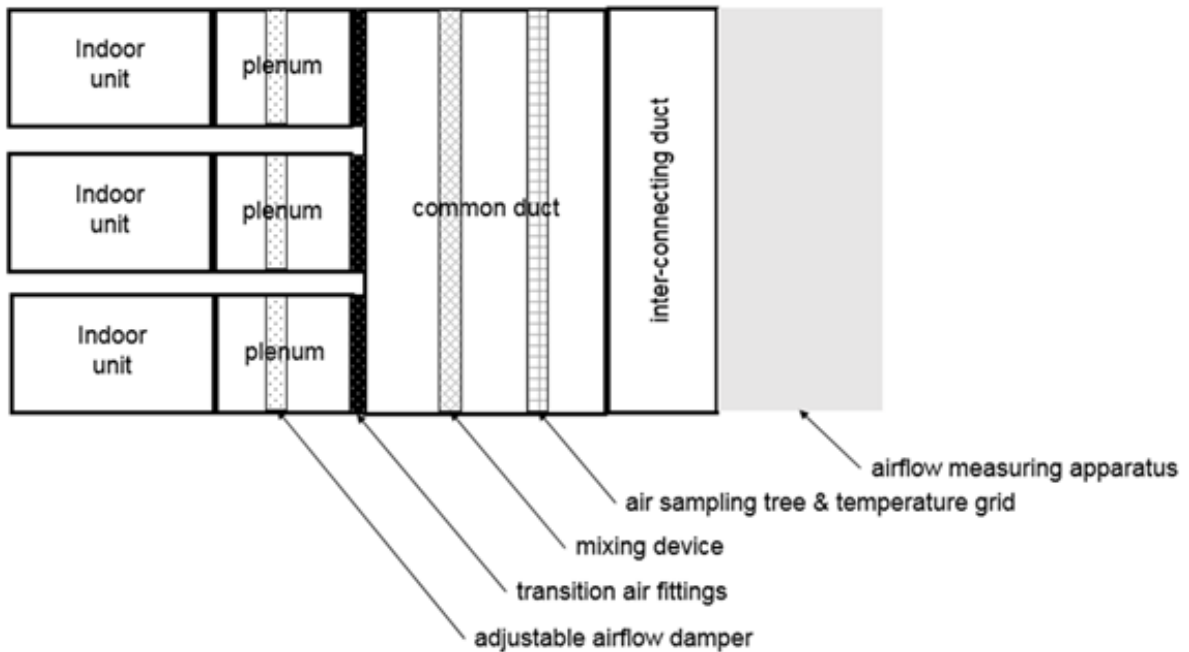 Indoor
unit
plenum
Indoor
unit
plenum
common duct
inter-connecting duct
Indoor
unit
plenum
airflow measuring apparatus
air sampling tree & temperature grid
mixing device
transition air fittings
adjustable airflow damper